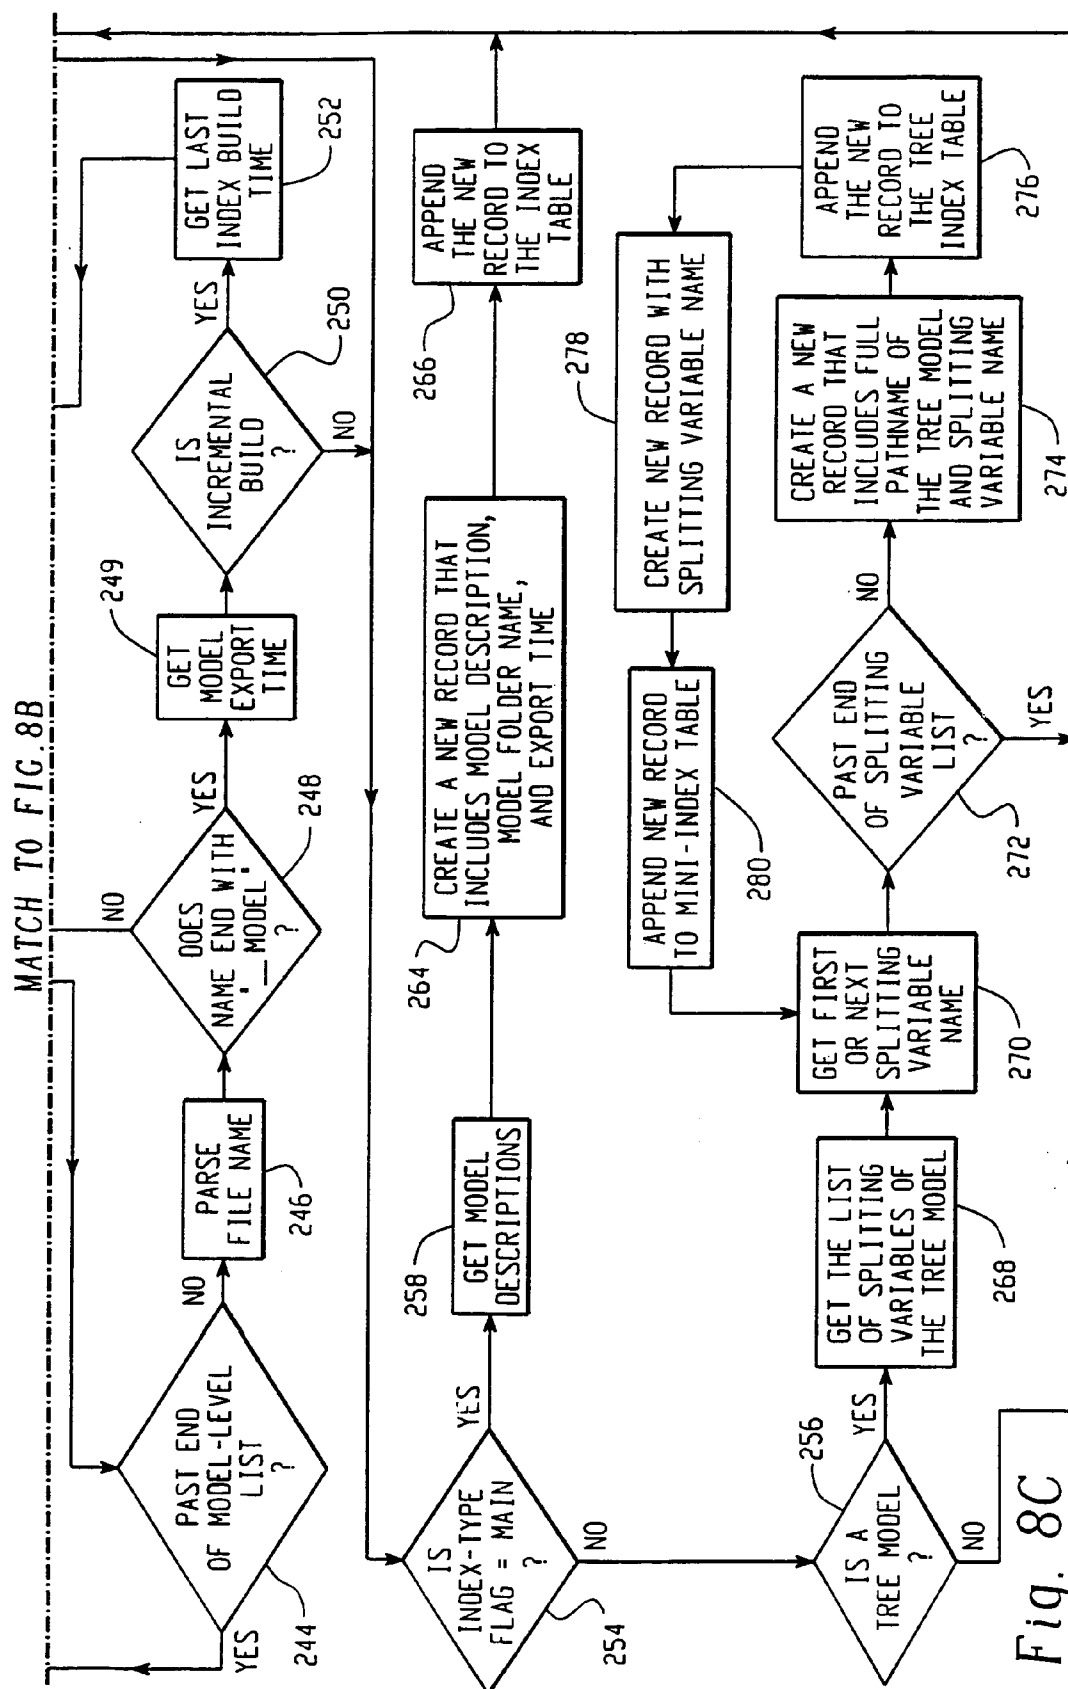 MATCH TO FIG. 8B
PAST END
OF MODEL-LEVEL
LIST
?
244
YES
NO
PARSE
FILE NAME
246
DOES
NAME END WITH
"_MODEL"
?
248
NO
YES
GET
MODEL
EXPORT
TIME
249
IS
INCREMENTAL
BUILD
?
250
YES
NO
GET LAST
INDEX BUILD
TIME
252
IS
INDEX-TYPE
FLAG = MAIN
?
254
YES
NO
GET MODEL
DESCRIPTIONS
258
CREATE A NEW RECORD THAT
INCLUDES MODEL DESCRIPTION,
MODEL FOLDER NAME,
AND EXPORT TIME
264
APPEND
THE NEW
RECORD TO
THE INDEX
TABLE
266
IS A
TREE MODEL
?
256
YES
NO
GET THE LIST
OF SPLITTING
VARIABLES OF
THE TREE MODEL
268
GET FIRST
OR NEXT
SPLITTING
VARIABLE
NAME
270
PAST END
OF SPLITTING
VARIABLE
LIST
?
272
NO
YES
CREATE A NEW
RECORD THAT
INCLUDES FULL
PATHNAME OF
THE TREE MODEL
AND SPLITTING
VARIABLE NAME
274
APPEND
THE NEW
RECORD TO
THE TREE
INDEX TABLE
276
CREATE NEW RECORD WITH
SPLITTING VARIABLE NAME
278
APPEND NEW RECORD
TO MINI-INDEX TABLE
280
Fig. 8C